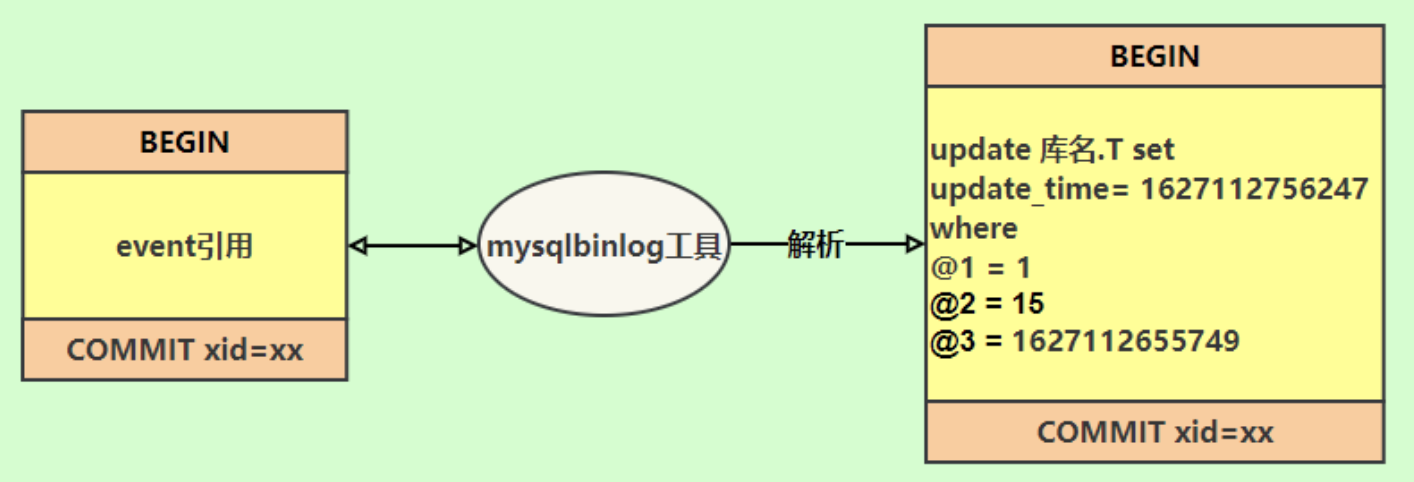 BEGIN
event引用
COMMIT xid=xx
mysqlbinlog工具
解析
BEGIN
update 库名.T set
update_time= 1627112756247
where
@1 = 1
@2 = 15
@3 = 1627112655749
COMMIT xid=xx